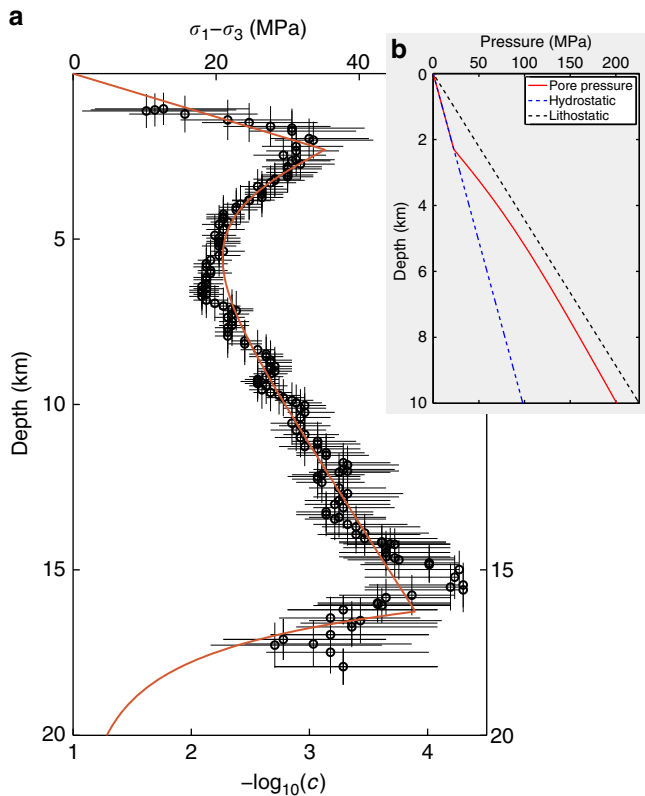 a
σ₁–σ₃ (MPa)
20 40
b
Pressure (MPa)
0 50 100 150 200
Pore pressure
Hydrostatic
Lithostatic
0
2
4
6
8
10
Depth (km)
5
10
15
20
Depth (km)
10
15
20
1 2 3 4
–log₁₀(c)